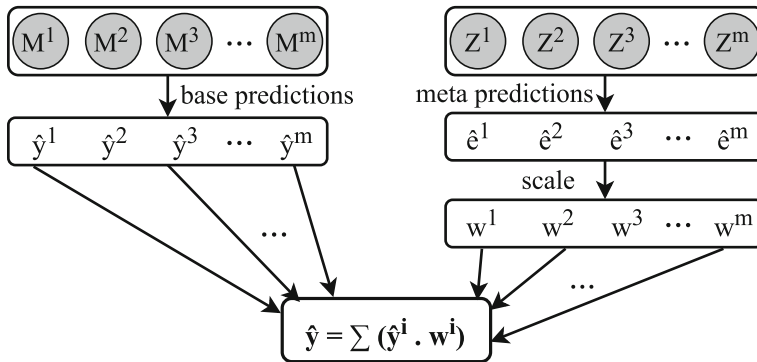 M¹ M² M³ ... Mᵐ
Z¹ Z² Z³ ... Zᵐ
base predictions
meta predictions
ŷ¹ ŷ² ŷ³ ... ŷᵐ
ê¹ ê² ê³ ... êᵐ
scale
w¹ w² w³ ... wᵐ
...
...
ŷ = ∑ (ŷⁱ . wⁱ)